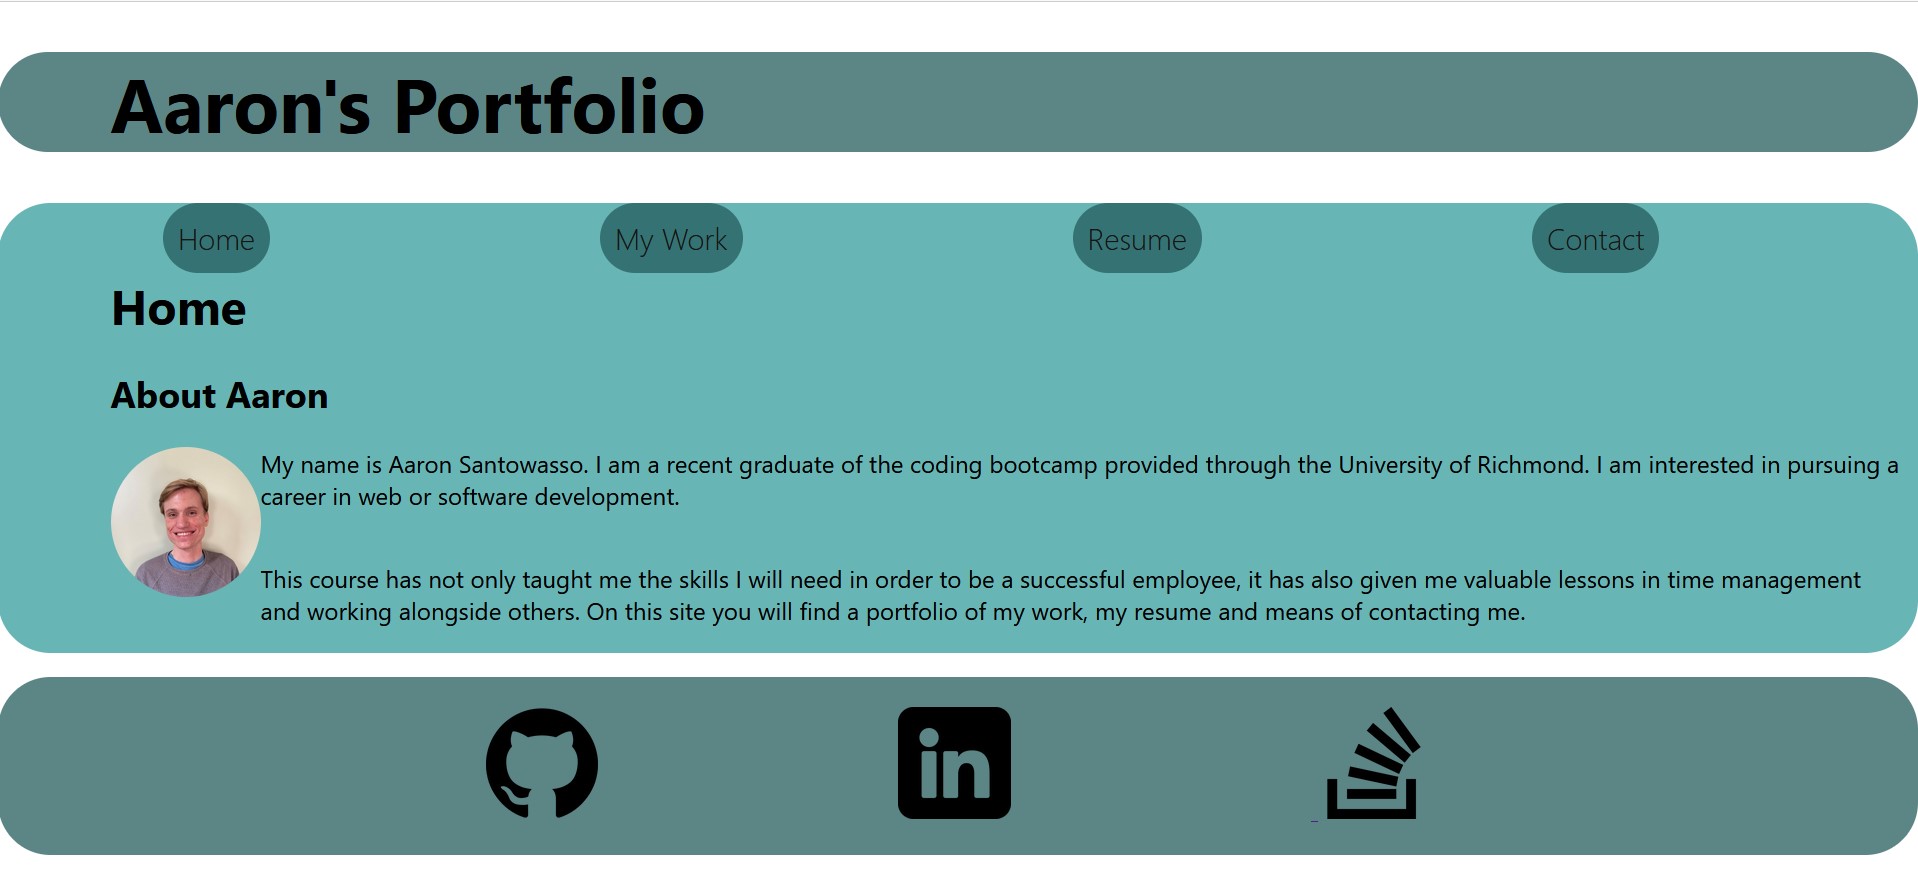 Aaron's Portfolio
Home
My Work
Resume
Contact
Home
About Aaron
My name is Aaron Santowasso. I am a recent graduate of the coding bootcamp provided through the University of Richmond. I am interested in pursuing a
career in web or software development.
This course has not only taught me the skills I will need in order to be a successful employee, it has also given me valuable lessons in time management
and working alongside others. On this site you will find a portfolio of my work, my resume and means of contacting me.
in